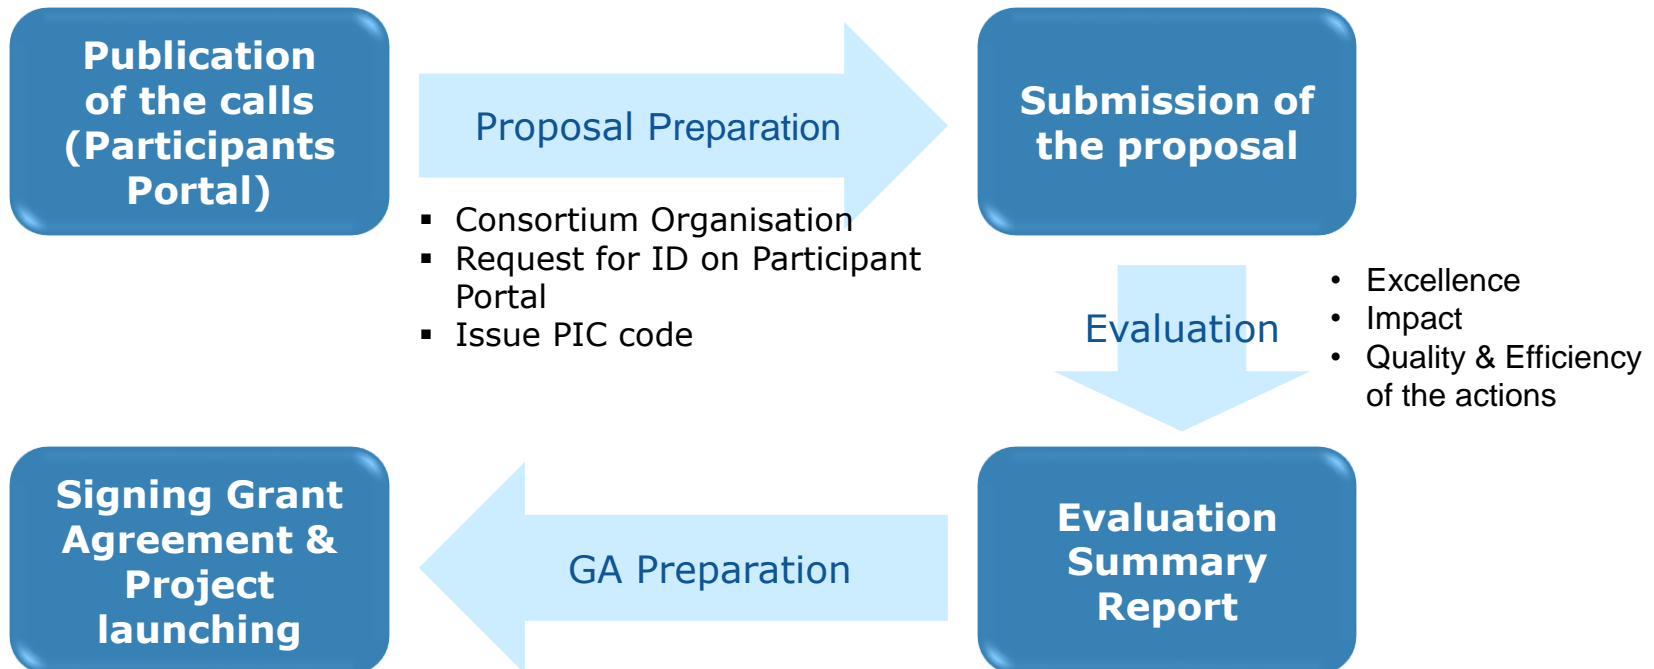 Publication
of the calls
(Participants
Portal)
Proposal Preparation
▪ Consortium Organisation
▪ Request for ID on Participant
Portal
▪ Issue PIC code
Submission of
the proposal
Evaluation
• Excellence
• Impact
• Quality & Efficiency
of the actions
Evaluation
Summary
Report
GA Preparation
Signing Grant
Agreement &
Project
launching